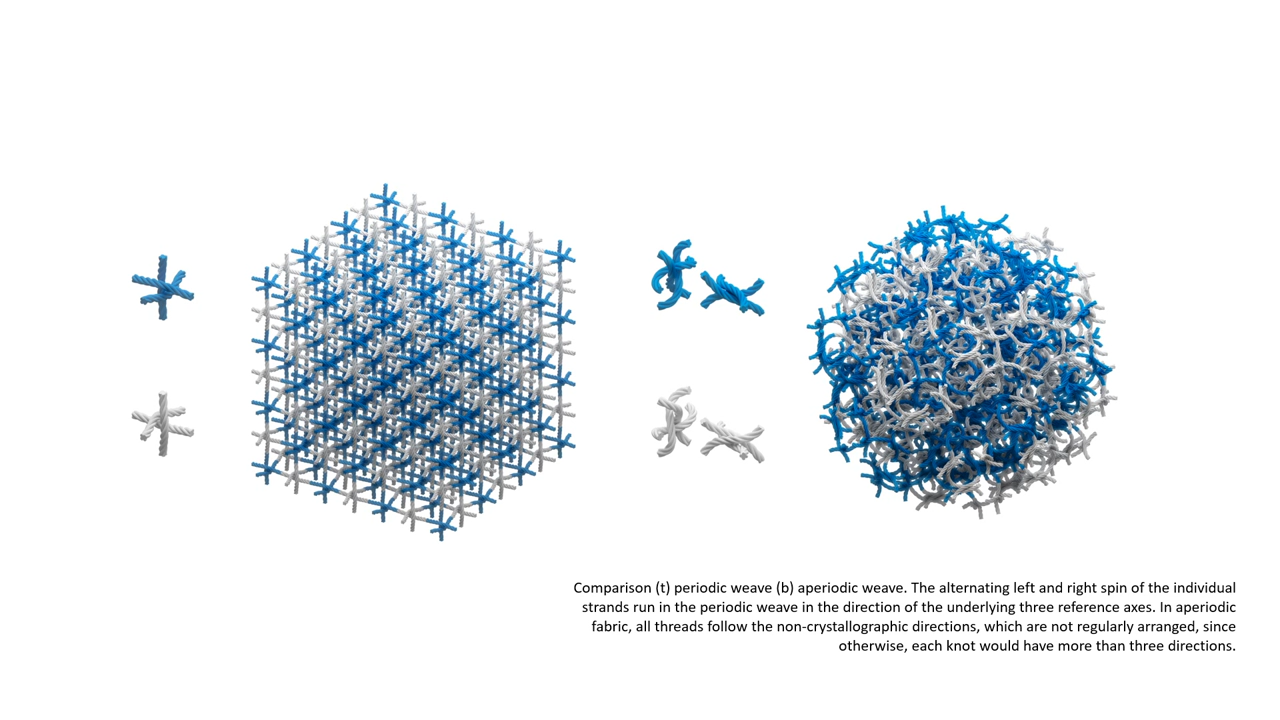 Comparison (t) periodic weave (b) aperiodic weave. The alternating left and right spin of the individual
strands run in the periodic weave in the direction of the underlying three reference axes. In aperiodic
fabric, all threads follow the non-crystallographic directions, which are not regularly arranged, since
otherwise, each knot would have more than three directions.